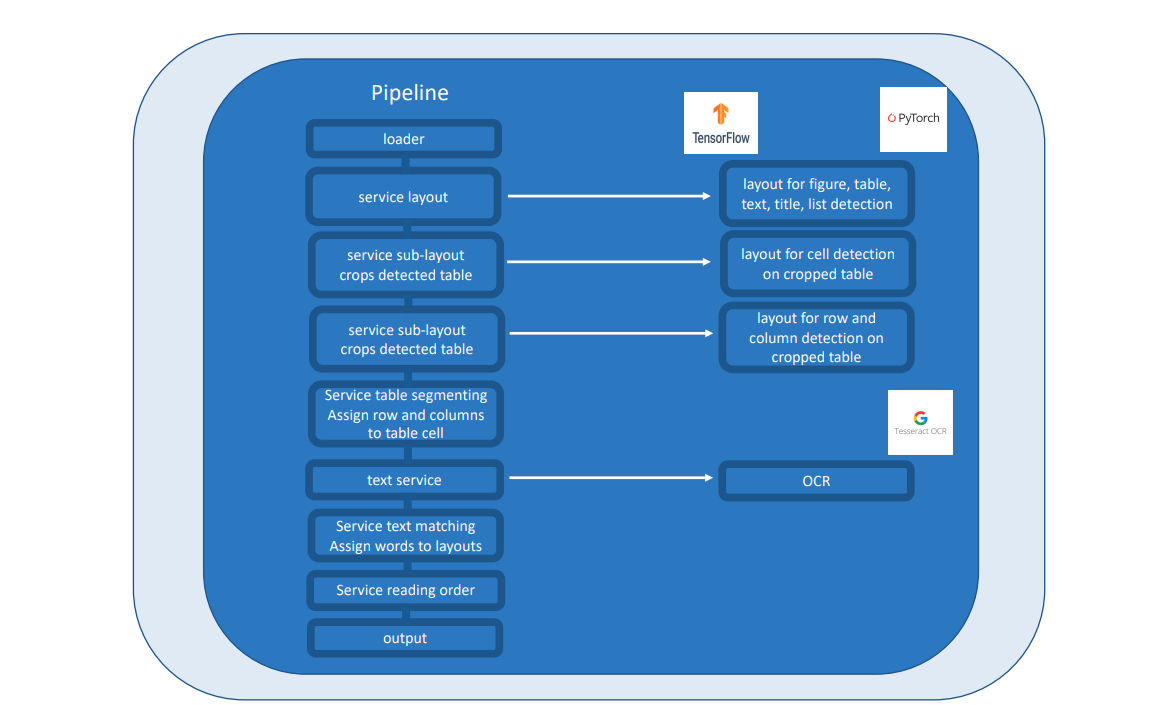 Pipeline
TensorFlow
PyTorch
loader
service layout
layout for figure, table,
text, title, list detection
service sub-layout
crops detected table
layout for cell detection
on cropped table
service sub-layout
crops detected table
layout for row and
column detection on
cropped table
Service table segmenting
Assign row and columns
to table cell
Tesseract OCR
text service
OCR
Service text matching
Assign words to layouts
Service reading order
output